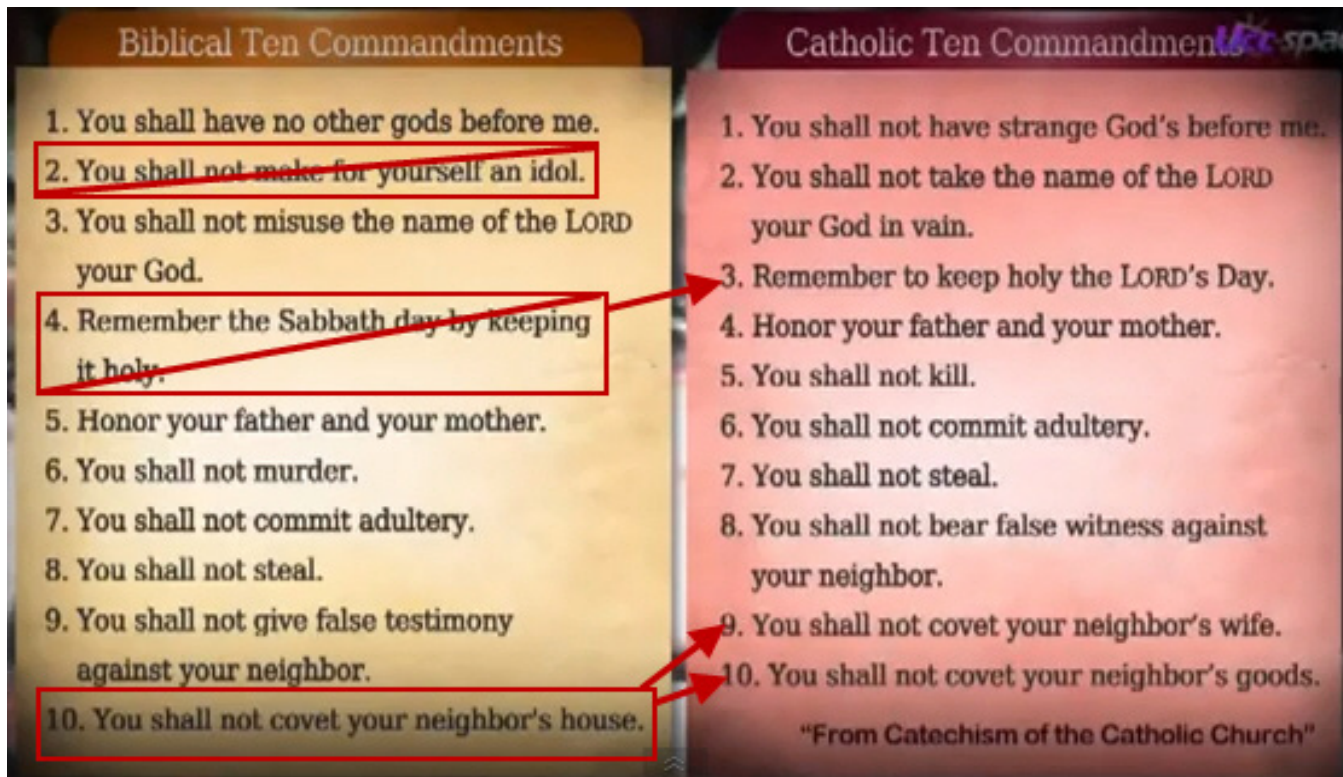 Biblical Ten Commandments
1. You shall have no other gods before me.
2. You shall not make for yourself an idol.
3. You shall not misuse the name of the LORD
your God.
4. Remember the Sabbath day by keeping
it holy.
5. Honor your father and your mother.
6. You shall not murder.
7. You shall not commit adultery.
8. You shall not steal.
9. You shall not give false testimony
against your neighbor.
10. You shall not covet your neighbor's house.
Catholic Ten Commandments
1. You shall not have strange God's before me.
2. You shall not take the name of the LORD
your God in vain.
3. Remember to keep holy the LORD's Day.
4. Honor your father and your mother.
5. You shall not kill.
6. You shall not commit adultery.
7. You shall not steal.
8. You shall not bear false witness against
your neighbor.
9. You shall not covet your neighbor's wife.
10. You shall not covet your neighbor's goods.
"From Catechism of the Catholic Church"